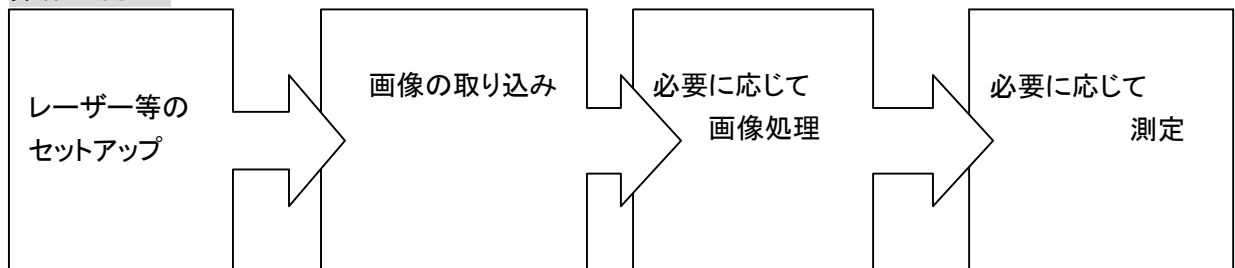 レーザー等の
セットアップ
画像の取り込み
必要に応じて
画像処理
必要に応じて
測定